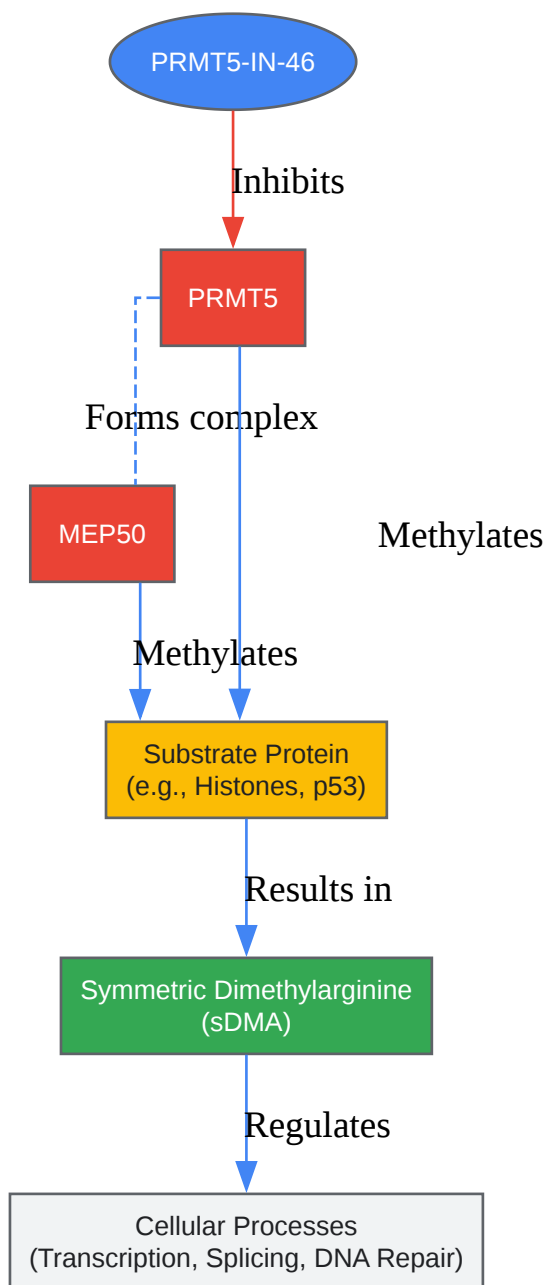 PRMT5-IN-46
Inhibits
PRMT5
Forms complex
MEP50
Methylates
Methylates
Substrate Protein
(e.g., Histones, p53)
Results in
Symmetric Dimethylarginine
(sDMA)
Regulates
Cellular Processes
(Transcription, Splicing, DNA Repair)